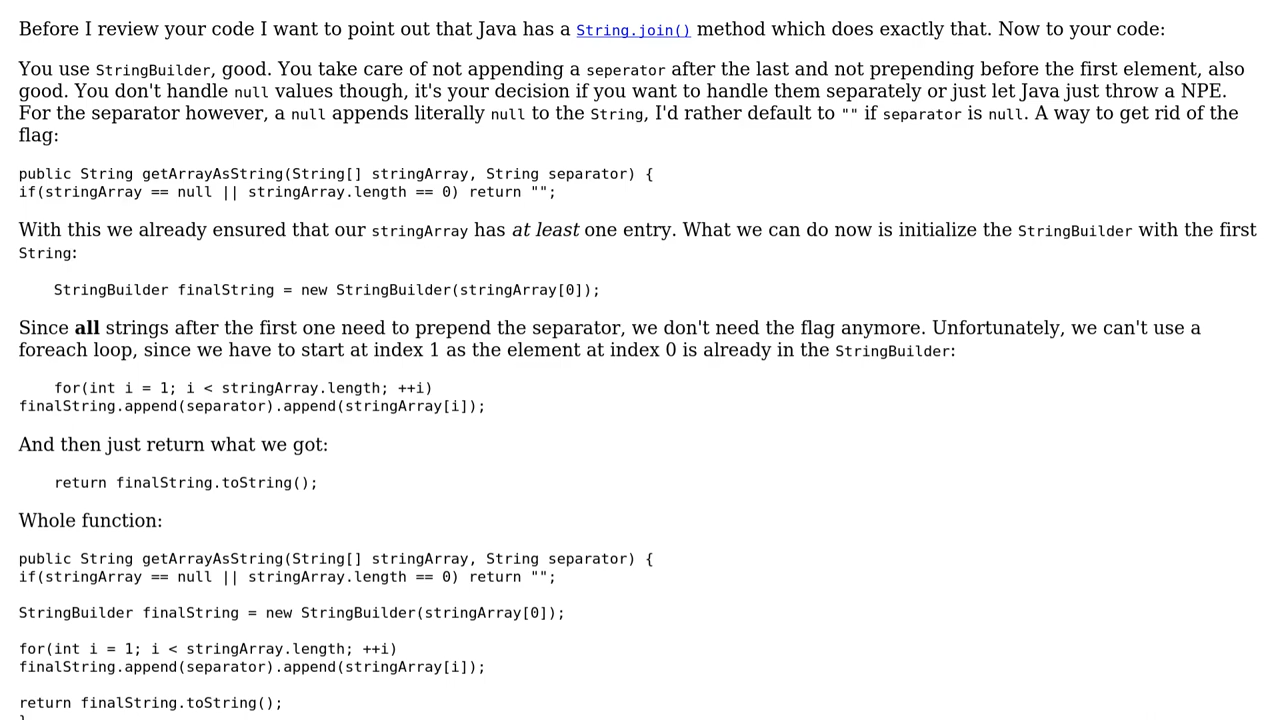 Before I review your code I want to point out that Java has a String.join() method which does exactly that. Now to your code:
You use StringBuilder, good. You take care of not appending a seperator after the last and not prepending before the first element, also
good. You don't handle null values though, it's your decision if you want to handle them separately or just let Java just throw a NPE.
For the separator however, a null appends literally null to the String, I'd rather default to "" if separator is null. A way to get rid of the
flag:
public String getArrayAsString(String[] stringArray, String separator) {
if(stringArray == null || stringArray.length == 0) return "";
With this we already ensured that our stringArray has at least one entry. What we can do now is initialize the StringBuilder with the first
String:
StringBuilder finalString = new StringBuilder(stringArray[0]);
Since all strings after the first one need to prepend the separator, we don't need the flag anymore. Unfortunately, we can't use a
foreach loop, since we have to start at index 1 as the element at index 0 is already in the StringBuilder:
for(int i = 1; i < stringArray.length; ++i)
finalString.append(separator).append(stringArray[i]);
And then just return what we got:
return finalString.toString();
Whole function:
public String getArrayAsString(String[] stringArray, String separator) {
if(stringArray == null || stringArray.length == 0) return "";
StringBuilder finalString = new StringBuilder(stringArray[0]);
for(int i = 1; i < stringArray.length; ++i)
finalString.append(separator).append(stringArray[i]);
return finalString.toString();
}